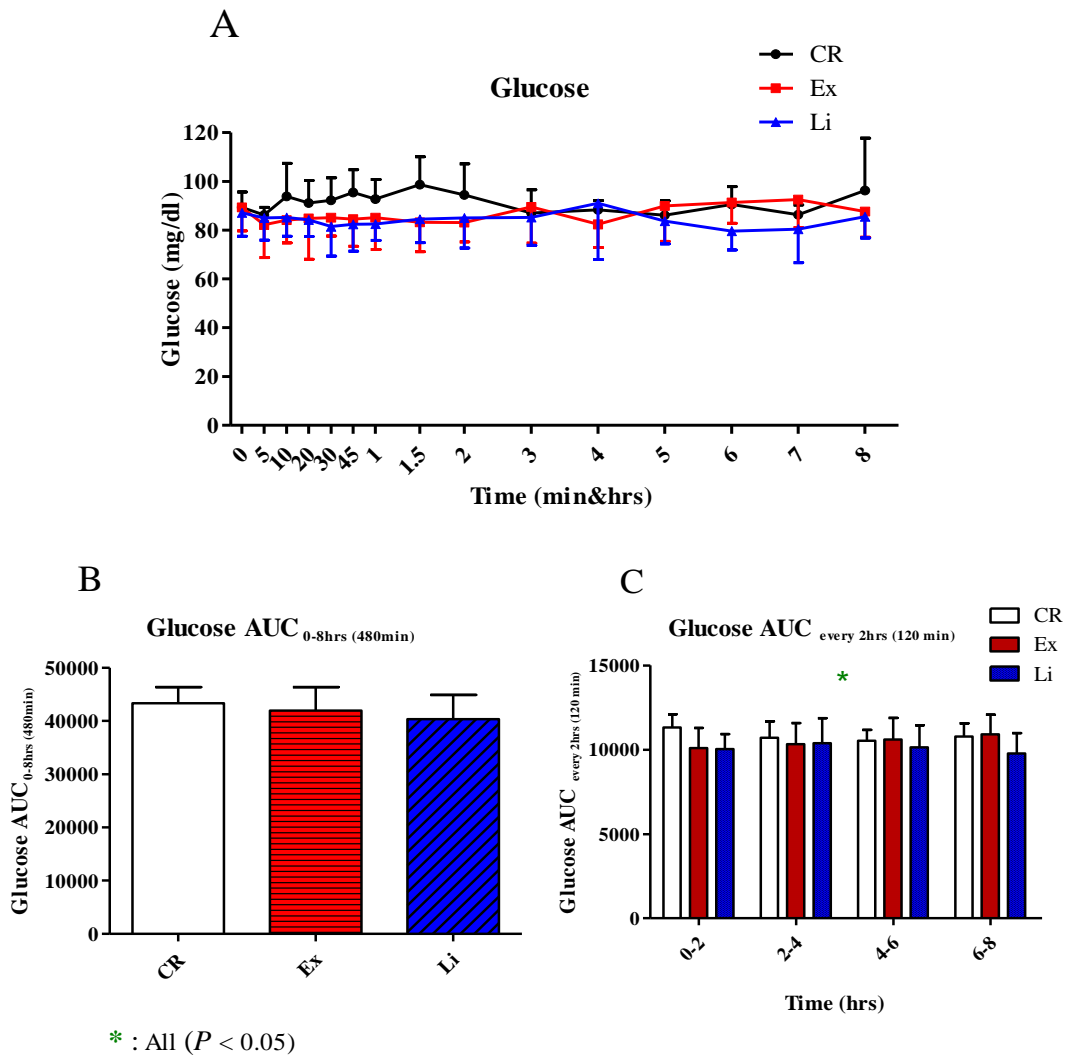 A
CR
Ex
Li
Glucose
Glucose (mg/dl)
120
100
80
60
40
20
0
0 5 10 20 30 45 1 1.5 2 3 4 5 6 7 8
Time (min&hrs)
B
Glucose AUC 0-8hrs (480min)
Glucose AUC 0-8hrs (480min)
50000
40000
30000
20000
10000
0
CR Ex Li
C
Glucose AUC every 2hrs (120 min)
CR
Ex
Li
Glucose AUC every 2hrs (120 min)
15000
10000
5000
0
*
0-2 2-4 4-6 6-8
Time (hrs)
* : All (P < 0.05)